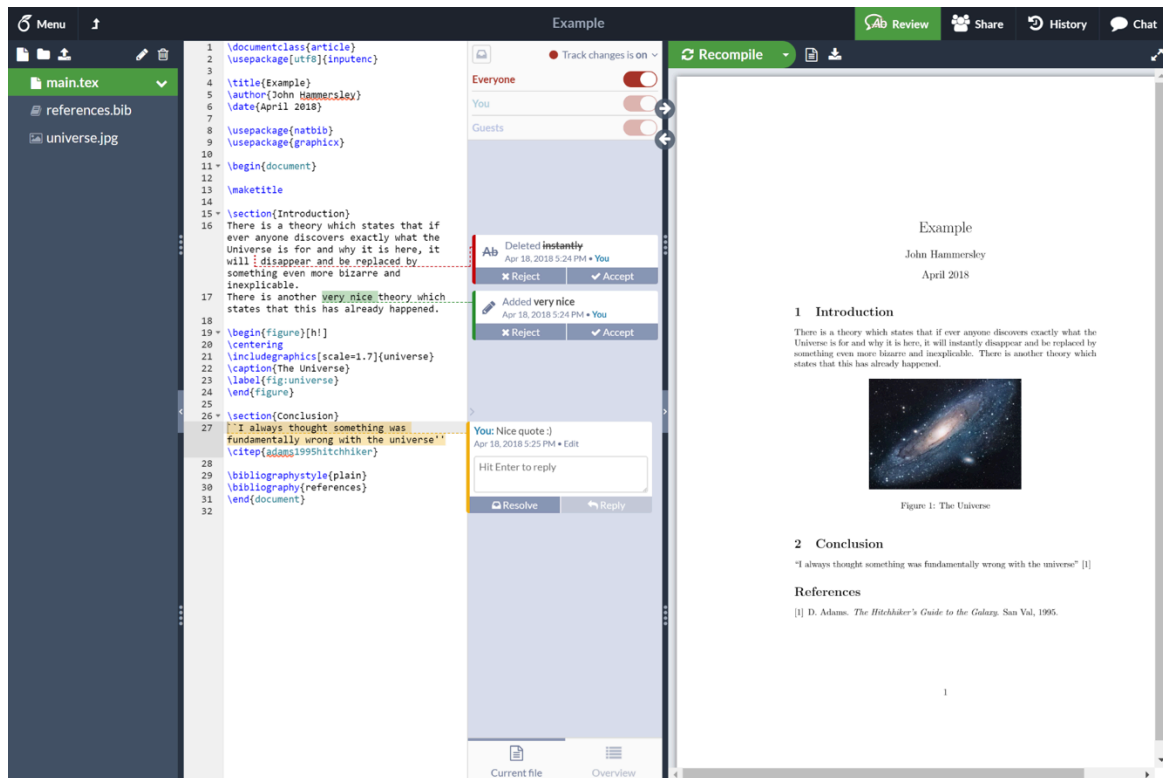 Menu
Example
Ab Review
Share
History
Chat
main.tex
references.bib
universe.jpg
1 \documentclass{article}
2 \usepackage[utf8]{inputenc}
3
4 \title{Example}
5 \author{John Hammersley}
6 \date{April 2018}
7
8 \usepackage{natbib}
9 \usepackage{graphicx}
10
11 \begin{document}
12
13 \maketitle
14
15 \section{Introduction}
16 There is a theory which states that if
ever anyone discovers exactly what the
Universe is for and why it is here, it
will disappear and be replaced by
something even more bizarre and
inexplicable.
17 There is another very nice theory which
states that this has already happened.
18
19 \begin{figure}[h!]
20 \centering
21 \includegraphics[scale=1.7]{universe}
22 \caption{The Universe}
23 \label{fig:universe}
24 \end{figure}
25
26 \section{Conclusion}
27 ``I always thought something was
fundamentally wrong with the universe''
\citep{adams1995hitchhiker}
28
29 \bibliographystyle{plain}
30 \bibliography{references}
31 \end{document}
32
Track changes is on
Everyone
You
Guests
Ab Deleted instantly
Apr 18, 2018 5:24 PM • You
Reject Accept
Added very nice
Apr 18, 2018 5:24 PM • You
Reject Accept
You: Nice quote :)
Apr 18, 2018 5:25 PM • Edit
Hit Enter to reply
Resolve Reply
Current file Overview
Recompile
Example
John Hammersley
April 2018
1 Introduction
There is a theory which states that if ever anyone discovers exactly what the
Universe is for and why it is here, it will instantly disappear and be replaced by
something even more bizarre and inexplicable. There is another theory which
states that this has already happened.
Figure 1: The Universe
2 Conclusion
“I always thought something was fundamentally wrong with the universe” [1]
References
[1] D. Adams. The Hitchhiker's Guide to the Galaxy. San Val, 1995.
1